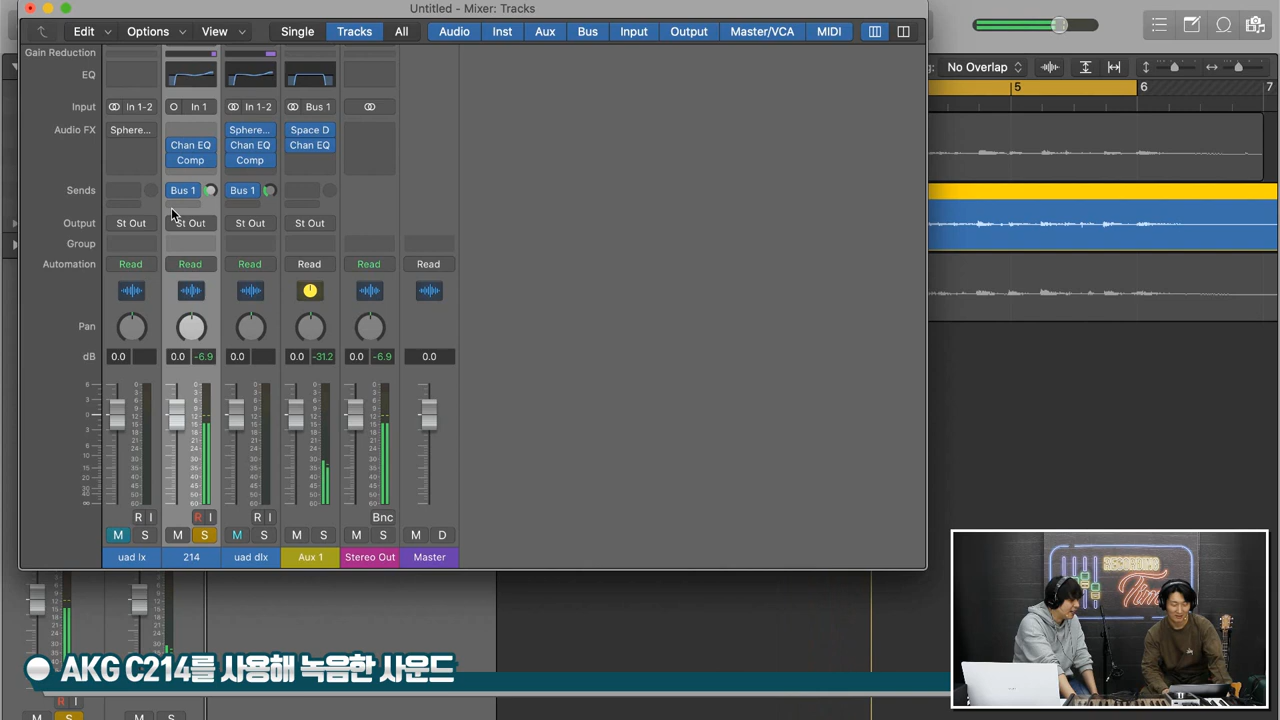 Untitled - Mixer: Tracks
Edit Options View Single Tracks All Audio Inst Aux Bus Input Output Master/VCA MIDI
g: No Overlap
5 6 7
Gain Reduction
EQ
Input In 1-2 In 1 In 1-2 Bus 1
Audio FX Sphere... Sphere... Space D
Chan EQ Chan EQ Chan EQ
Comp Comp
Sends Bus 1 Bus 1
Output St Out St Out St Out St Out
Group
Automation Read Read Read Read Read Read
Pan
dB 0.0 0.0 -6.9 0.0 0.0 -31.2 0.0 -6.9 0.0
R I R I R I Bnc
M S M S M S M S M S M D
uad lx 214 uad dlx Aux 1 Stereo Out Master
RECORDING
Time
AKG C214를 사용해 녹음한 사운드
R I
M S M S